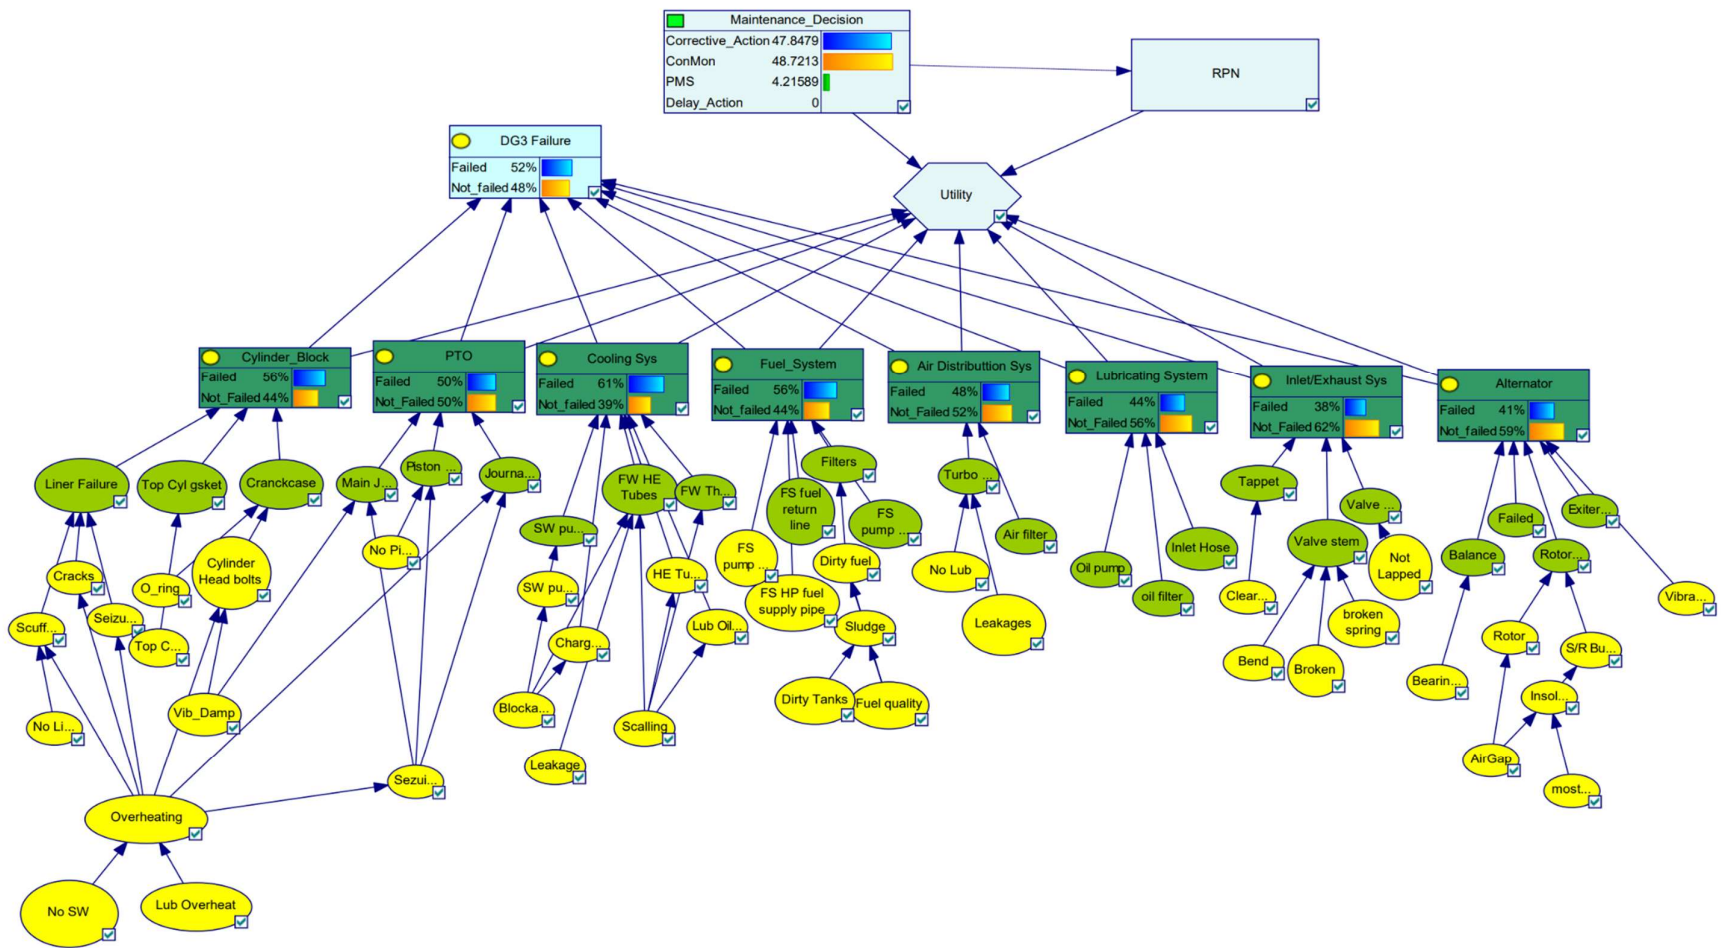 Maintenance_Decision
Corrective_Action 47.8479
ConMon 48.7213
PMS 4.21589
Delay_Action 0
RPN
DG3 Failure
Failed 52%
Not_failed 48%
Utility
Cylinder_Block
Failed 56%
Not_Failed 44%
PTO
Failed 50%
Not_Failed 50%
Cooling Sys
Failed 61%
Not_failed 39%
Fuel_System
Failed 56%
Not_Failed 44%
Air Distributtion Sys
Failed 48%
Not_Failed 52%
Lubricating System
Failed 44%
Not_Failed 56%
Inlet/Exhaust Sys
Failed 38%
Not_Failed 62%
Alternator
Failed 41%
Not_failed 59%
Liner Failure
Top Cyl gsket
Cranckcase
Main J...
Piston ...
Journa...
SW pu...
FW HE
Tubes
FW Th...
Filters
FS fuel
return
line
FS
pump ...
Turbo ...
Air filter
Oil pump
oil filter
Inlet Hose
Tappet
Valve stem
Valve ...
Balance
Failed
Rotor...
Exiter...
Cracks
O_ring
Cylinder
Head bolts
No Pi...
SW pu...
HE Tu...
FS
pump ...
FS HP fuel
supply pipe
Dirty fuel
No Lub
Leakages
Clear...
Not
Lapped
broken
spring
Vibra...
Scuff...
Seizu...
Top C...
Charg...
Lub Oil...
Sludge
Bend
Broken
Bearin...
Rotor
S/R Bu...
No Li...
Vib_Damp
Blocka...
Scalling
Dirty Tanks
Fuel quality
Insol...
Leakage
Sezui...
AirGap
most...
Overheating
No SW
Lub Overheat